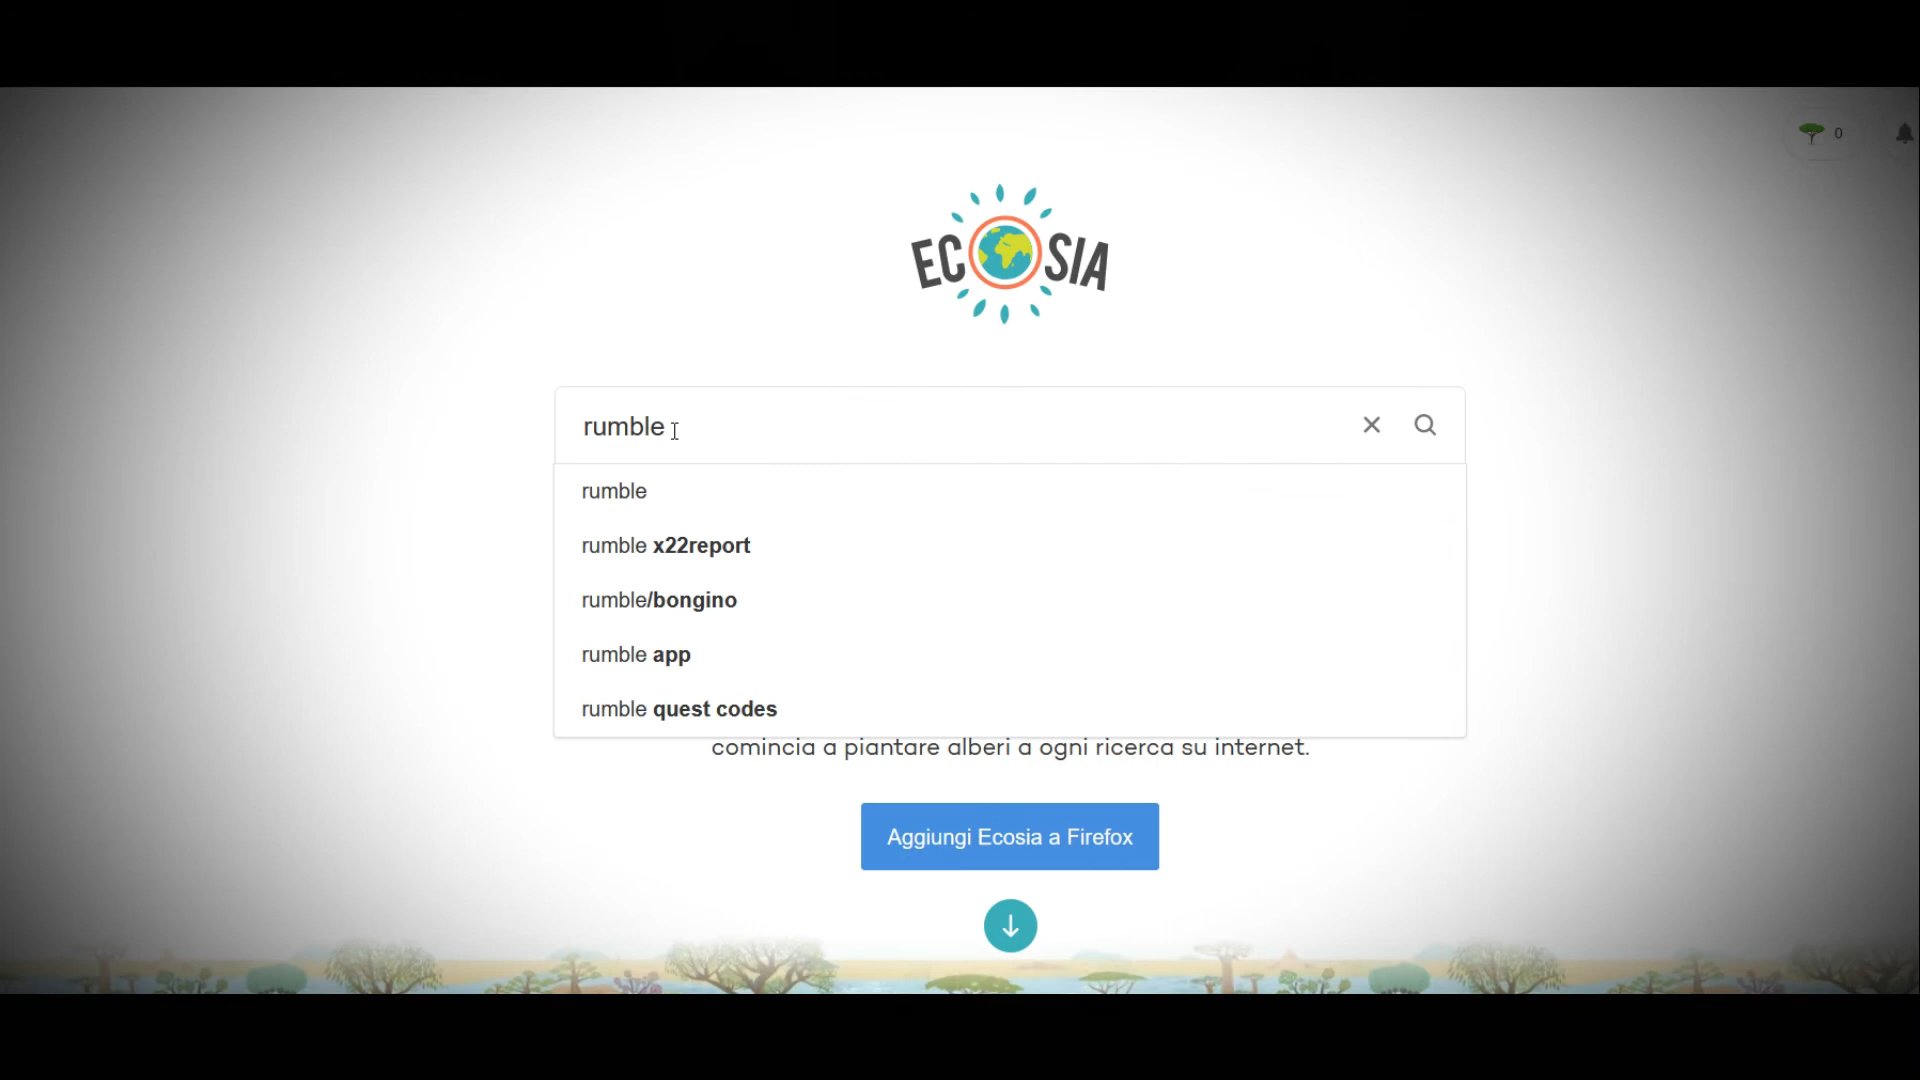 0
ECOSIA
rumble
rumble
rumble x22report
rumble/bongino
rumble app
rumble quest codes
comincia a piantare alberi a ogni ricerca su internet.
Aggiungi Ecosia a Firefox